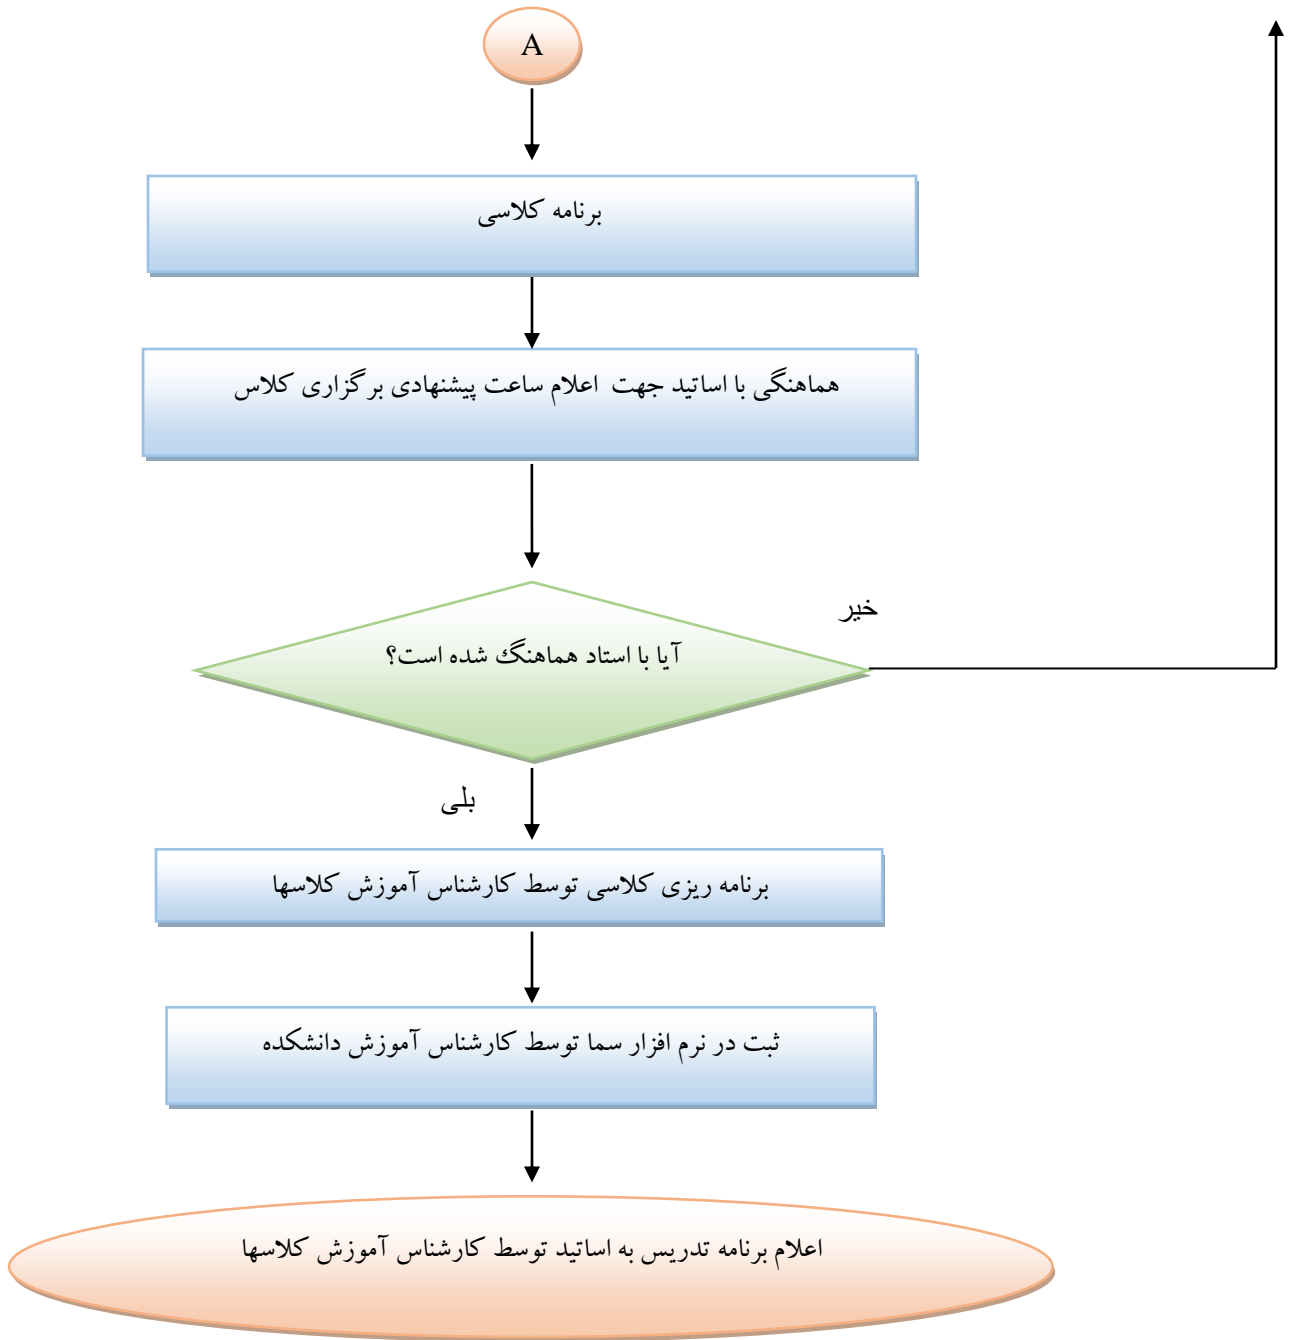 A
برنامه کلاسی
هماهنگی با اساتید جهت اعلام ساعت پیشنهادی برگزاری کلاس
خیر
آیا با استاد هماهنگ شده است؟
بلی
برنامه ریزی کلاسی توسط کارشناس آموزش کلاسها
ثبت در نرم افزار سما توسط کارشناس آموزش دانشکده
اعلام برنامه تدریس به اساتید توسط کارشناس آموزش کلاسها